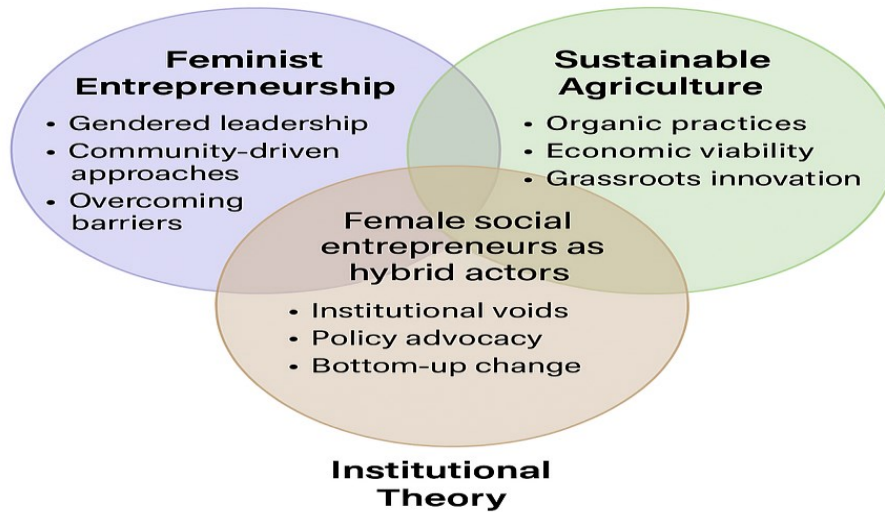 Feminist
Entrepreneurship
• Gendered leadership
• Community-driven
approaches
• Overcoming
barriers
Sustainable
Agriculture
• Organic practices
• Economic viability
• Grassroots innovation
Female social
entrepreneurs as
hybrid actors
• Institutional voids
• Policy advocacy
• Bottom-up change
Institutional
Theory